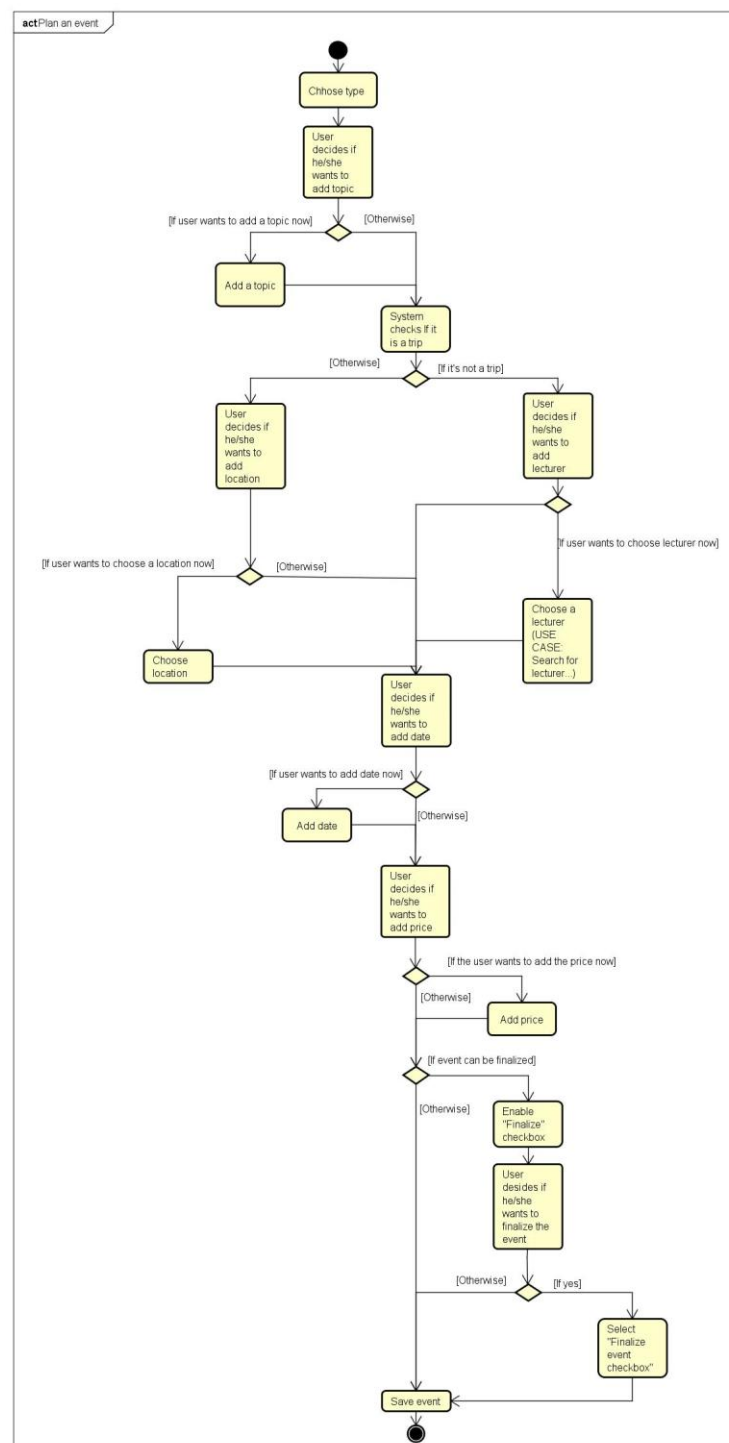 act Plan an event
Chhose type
User
decides if
he/she
wants to
add topic
[If user wants to add a topic now]
[Otherwise]
Add a topic
System
checks If it
is a trip
[Otherwise]
[If it's not a trip]
User
decides if
he/she
wants to
add
location
User
decides if
he/she
wants to
add
lecturer
[If user wants to choose lecturer now]
[If user wants to choose a location now]
[Otherwise]
Choose a
lecturer
(USE
CASE:
Search for
lecturer...)
Choose
location
User
decides if
he/she
wants to
add date
[If user wants to add date now]
[Otherwise]
Add date
User
decides if
he/she
wants to
add price
[If the user wants to add the price now]
[Otherwise]
Add price
[If event can be finalized]
[Otherwise]
Enable
"Finalize"
checkbox
User
desides if
he/she
wants to
finalize the
event
[Otherwise]
[If yes]
Select
"Finalize
event
checkbox"
Save event